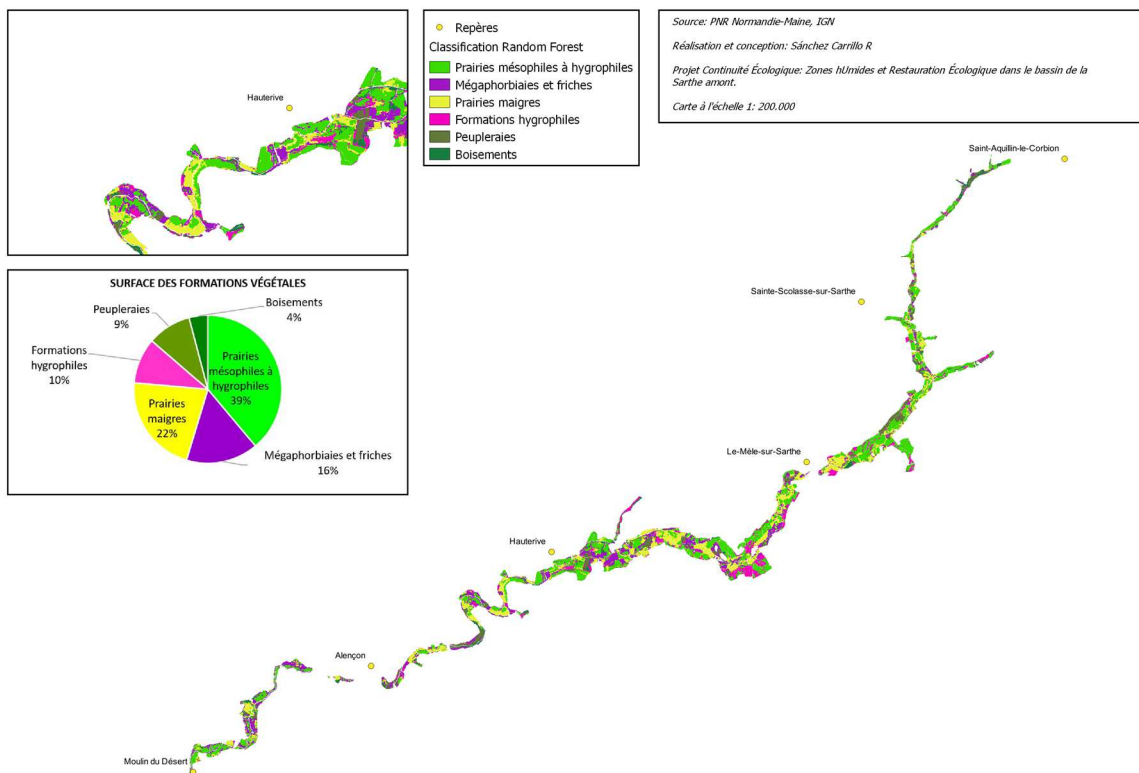 Hauterive
Repères
Classification Random Forest
Prairies mésophiles à hygrophiles
Mégaphorbiaies et friches
Prairies maigres
Formations hygrophiles
Peupleraies
Boisements
Source: PNR Normandie-Maine, IGN
Réalisation et conception: Sánchez Carrillo R
Projet Continuité Écologique: Zones hUmides et Restauration Écologique dans le bassin de la
Sarthe amont.
Carte à l'échelle 1: 200.000
SURFACE DES FORMATIONS VÉGÉTALES
Boisements
4%
Peupleraies
9%
Formations
hygrophiles
10%
Prairies
mésophiles à
hygrophiles
39%
Prairies
maigres
22%
Mégaphorbiaies et friches
16%
Saint-Aquillin-le-Corbion
Sainte-Scolasse-sur-Sarthe
Le-Mèle-sur-Sarthe
Hauterive
Alençon
Moulin du Désert